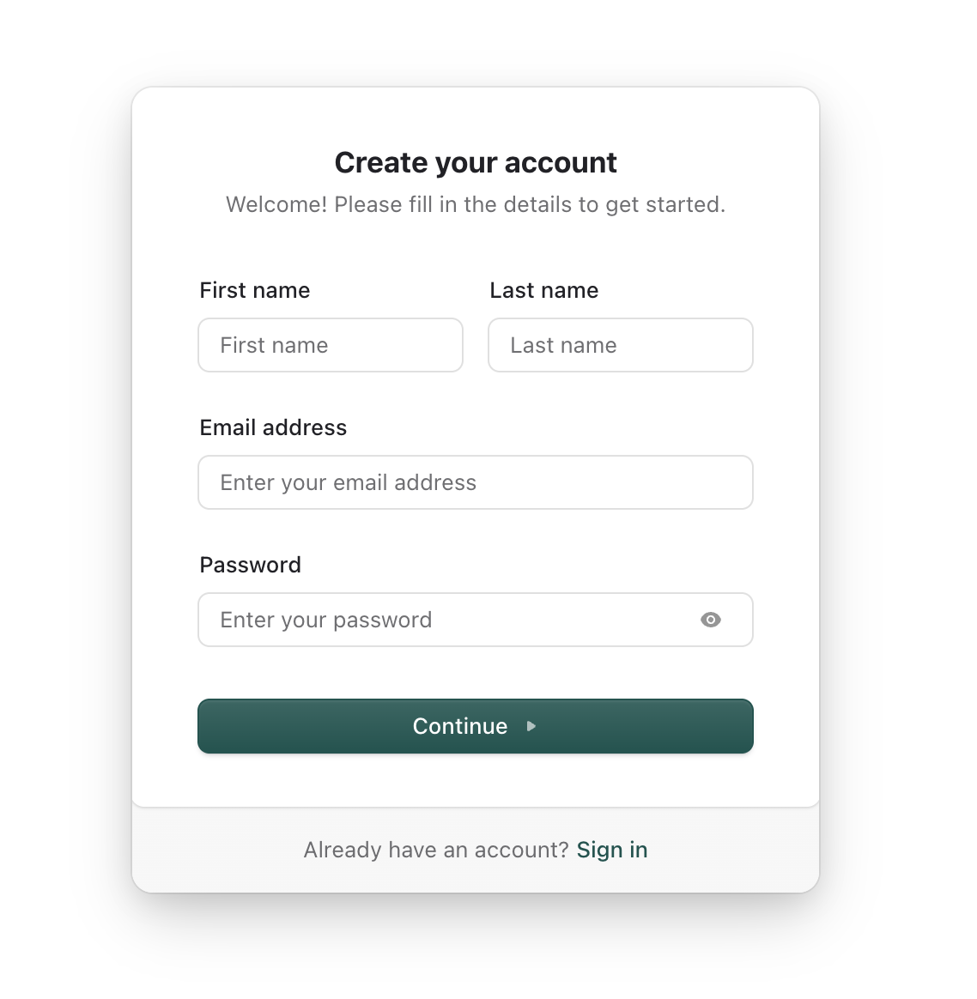 Create your account
Welcome! Please fill in the details to get started.
First name Last name
First name Last name
Email address
Enter your email address
Password
Enter your password
Continue
Already have an account? Sign in